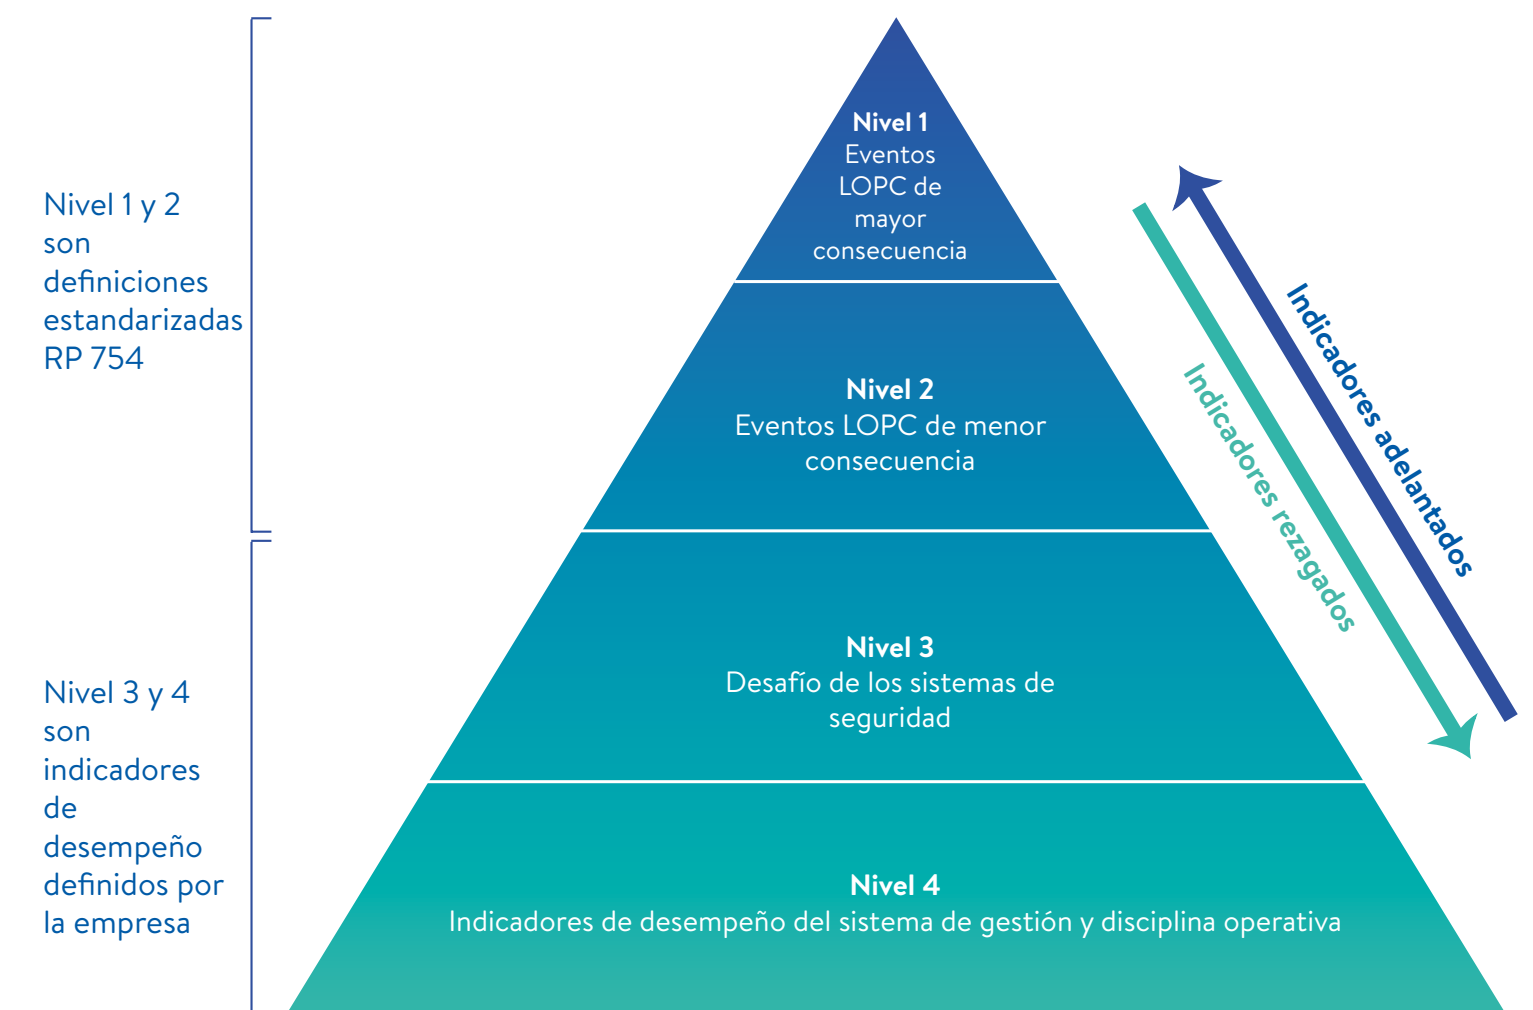 Nivel 1 y 2
son
definiciones
estandarizadas
RP 754
Nivel 3 y 4
son
indicadores
de
desempeño
definidos por
la empresa
Nivel 1
Eventos
LOPC de
mayor
consecuencia
Nivel 2
Eventos LOPC de menor
consecuencia
Nivel 3
Desafío de los sistemas de
seguridad
Nivel 4
Indicadores de desempeño del sistema de gestión y disciplina operativa
Indicadores adelantados
Indicadores rezagados